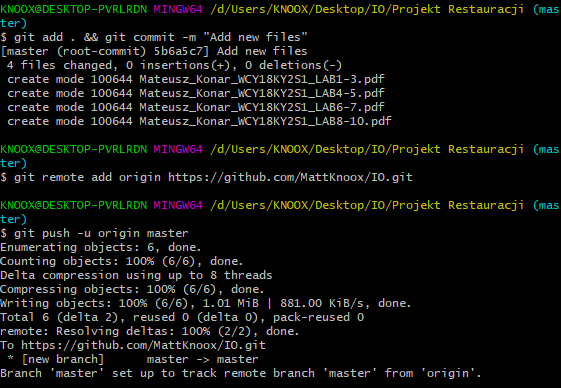 KNOOX@DESKTOP-PVRLRDN MINGW64 /d/Users/KNOOX/Desktop/IO/Projekt Restauracji (mas
ter)
$ git add . && git commit -m "Add new files"
[master (root-commit) 5b6a5c7] Add new files
 4 files changed, 0 insertions(+), 0 deletions(-)
 create mode 100644 Mateusz_Konar_WCY18KY2S1_LAB1-3.pdf
 create mode 100644 Mateusz_Konar_WCY18KY2S1_LAB4-5.pdf
 create mode 100644 Mateusz_Konar_WCY18KY2S1_LAB6-7.pdf
 create mode 100644 Mateusz_Konar_WCY18KY2S1_LAB8-10.pdf
KNOOX@DESKTOP-PVRLRDN MINGW64 /d/Users/KNOOX/Desktop/IO/Projekt Restauracji (mas
ter)
$ git remote add origin https://github.com/MattKnoox/IO.git
KNOOX@DESKTOP-PVRLRDN MINGW64 /d/Users/KNOOX/Desktop/IO/Projekt Restauracji (mas
ter)
$ git push -u origin master
Enumerating objects: 6, done.
Counting objects: 100% (6/6), done.
Delta compression using up to 8 threads
Compressing objects: 100% (6/6), done.
Writing objects: 100% (6/6), 1.01 MiB | 881.00 KiB/s, done.
Total 6 (delta 2), reused 0 (delta 0), pack-reused 0
remote: Resolving deltas: 100% (2/2), done.
To https://github.com/MattKnoox/IO.git
 * [new branch]      master -> master
Branch 'master' set up to track remote branch 'master' from 'origin'.